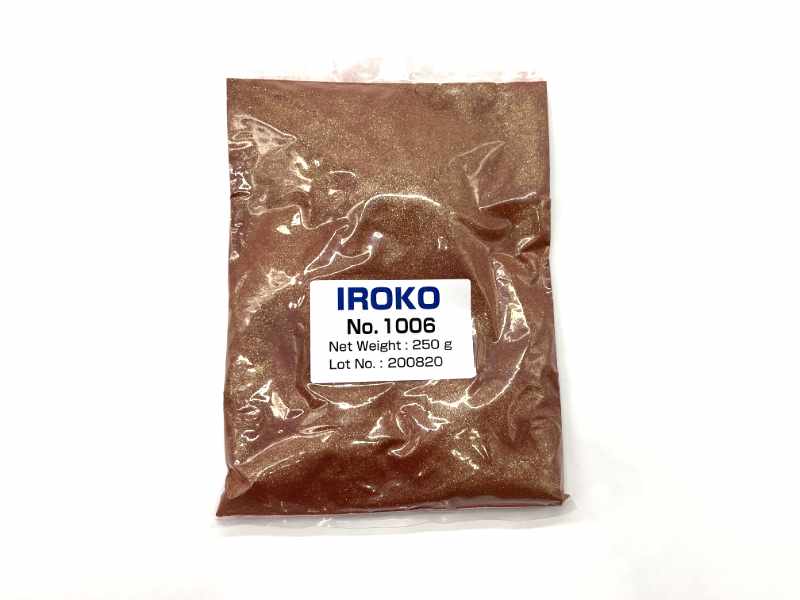 IROKO
No. 1006
Net Weight : 250 g
Lot No. : 200820